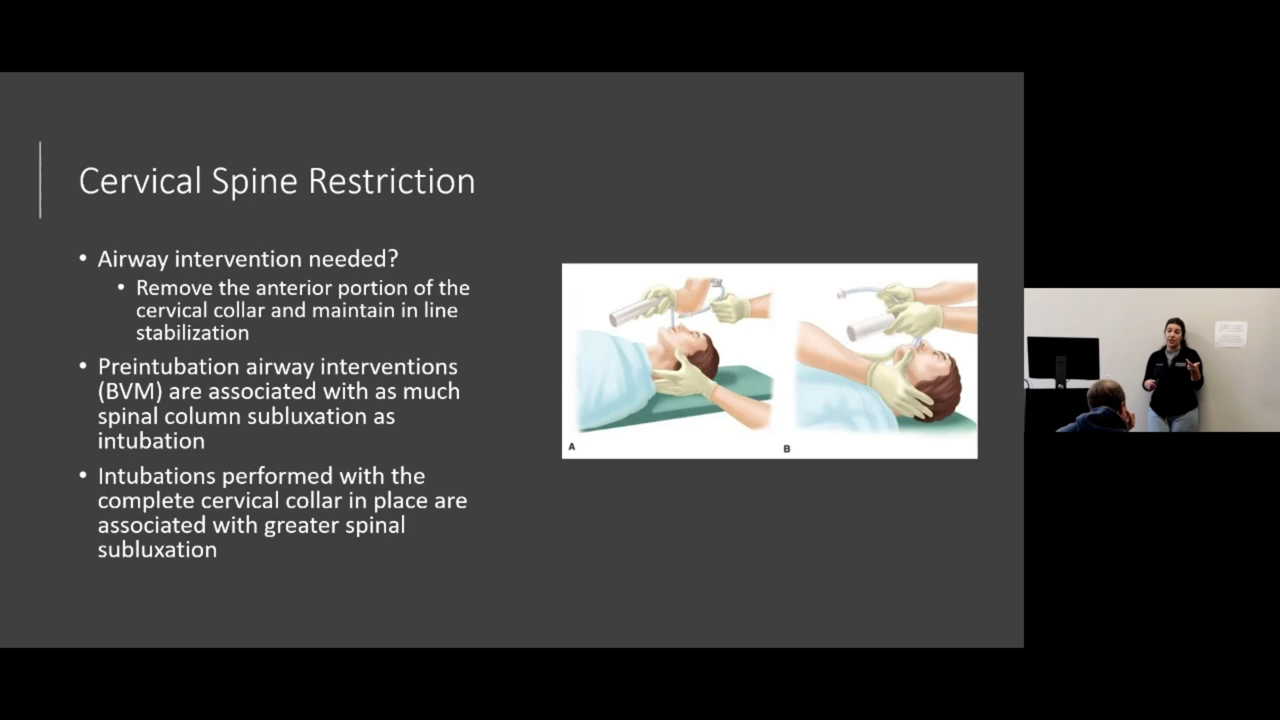 Cervical Spine Restriction
• Airway intervention needed?
• Remove the anterior portion of the
cervical collar and maintain in line
stabilization
• Preintubation airway interventions
(BVM) are associated with as much
spinal column subluxation as
intubation
• Intubations performed with the
complete cervical collar in place are
associated with greater spinal
subluxation
A
B